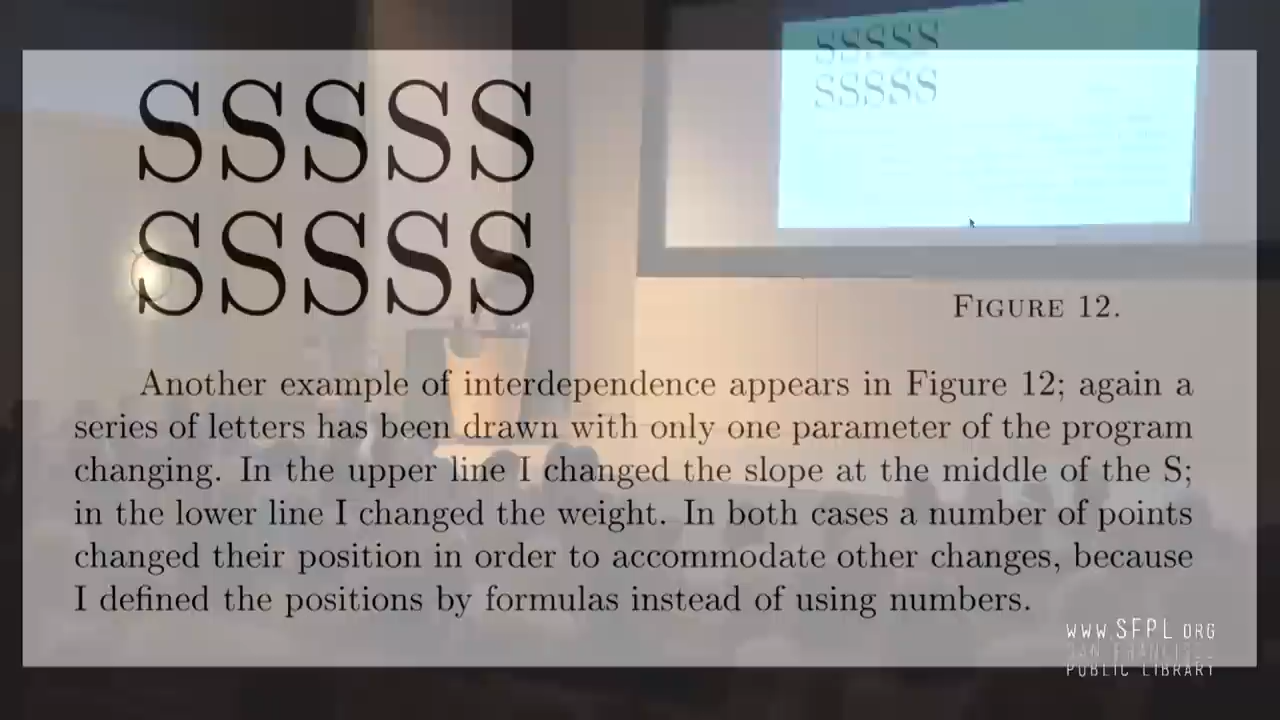 SSSSS
SSSSS
SSSSS
SSSSS
FIGURE 12.
Another example of interdependence appears in Figure 12; again a
series of letters has been drawn with only one parameter of the program
changing. In the upper line I changed the slope at the middle of the S;
in the lower line I changed the weight. In both cases a number of points
changed their position in order to accommodate other changes, because
I defined the positions by formulas instead of using numbers.
WWW.SFPL.ORG
SAN FRANCISCO
PUBLIC LIBRARY